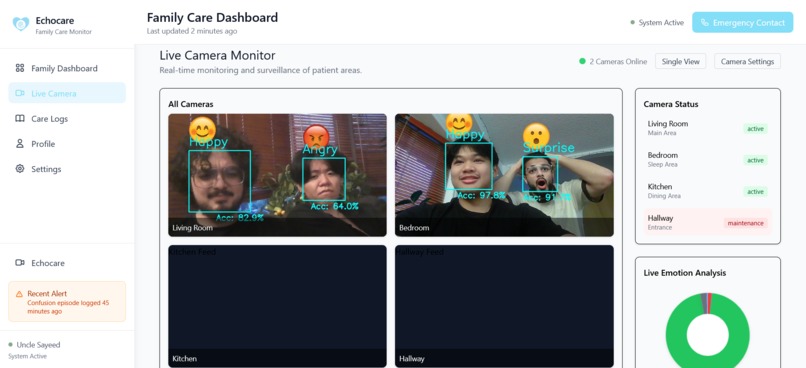 Echocare
Family Care Monitor
Family Dashboard
Live Camera
Care Logs
Profile
Settings
Echocare
Recent Alert
Confusion episode logged 45
minutes ago
Uncle Sayeed
System Active
Family Care Dashboard
Last updated 2 minutes ago
System Active
Emergency Contact
Live Camera Monitor
Real-time monitoring and surveillance of patient areas.
2 Cameras Online
Single View
Camera Settings
All Cameras
Happy
Angry
Acc: 64.0%
Acc: 82.9%
Living Room
Happy
Surprise
Acc: 97.8%
Acc: 91.
Bedroom
Kitchen Feed
Kitchen
Hallway Feed
Hallway
Camera Status
Living Room
Main Area
active
Bedroom
Sleep Area
active
Kitchen
Dining Area
active
Hallway
Entrance
maintenance
Live Emotion Analysis